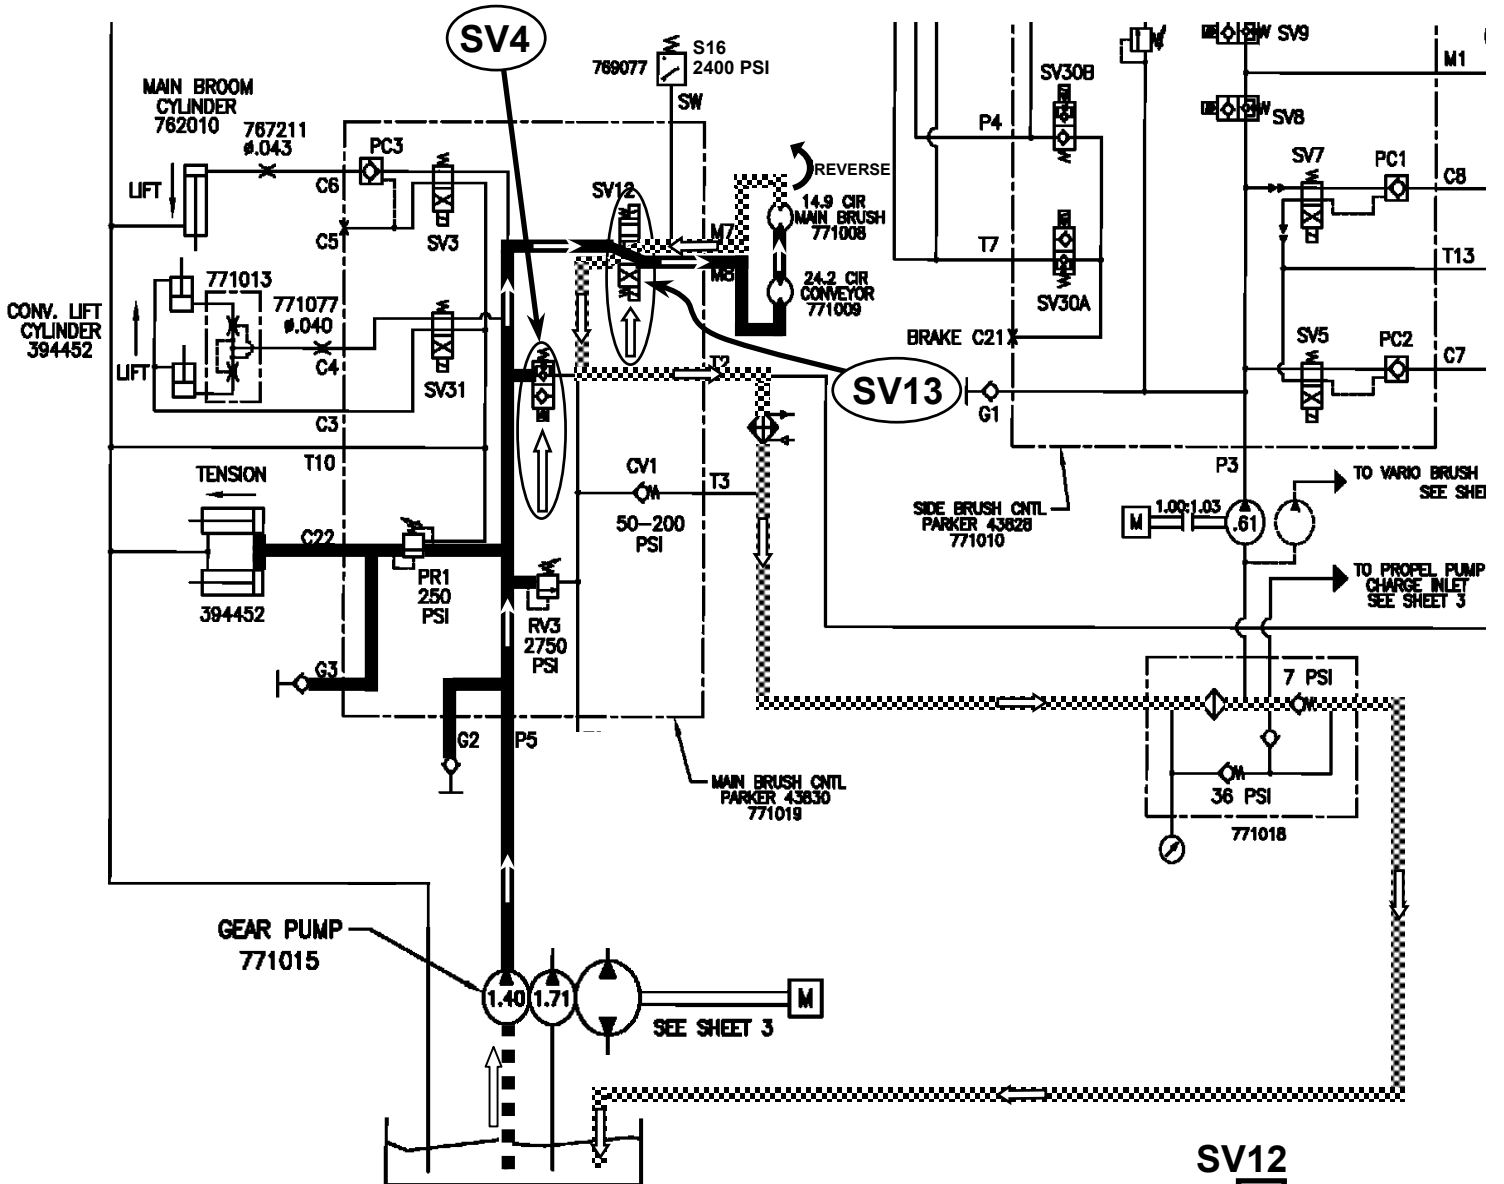 SV4
S16
769077
2400 PSI
SW
MAIN BROOM
CYLINDER
762010
767211
ø.043
PC3
LIFT
C6
C5
SV3
SV12
REVERSE
14.9 CIR
MAIN BRUSH
771008
M7
M8
24.2 CIR
CONVEYOR
771009
771013
771077
ø.040
CONV. LIFT
CYLINDER
394452
LIFT
C4
SV31
C3
T2
SV13
T10
TENSION
CV1
T3
50-200
PSI
C22
PR1
250
PSI
394452
RV3
2750
PSI
G3
G2
P5
MAIN BRUSH CNTL
PARKER 43830
771019
GEAR PUMP
771015
1.40
1.71
M
SEE SHEET 3
SV9
M1
SV30B
SV8
P4
SV7
PC1
C8
T7
T13
SV30A
BRAKE C21
SV5
PC2
C7
G1
P3
TO VARIO BRUSH
SEE SHE
SIDE BRUSH CNTL
PARKER 43828
771010
1.00:1.03
M
.61
TO PROPEL PUMP
CHARGE INLET
SEE SHEET 3
7 PSI
36 PSI
771018
SV12